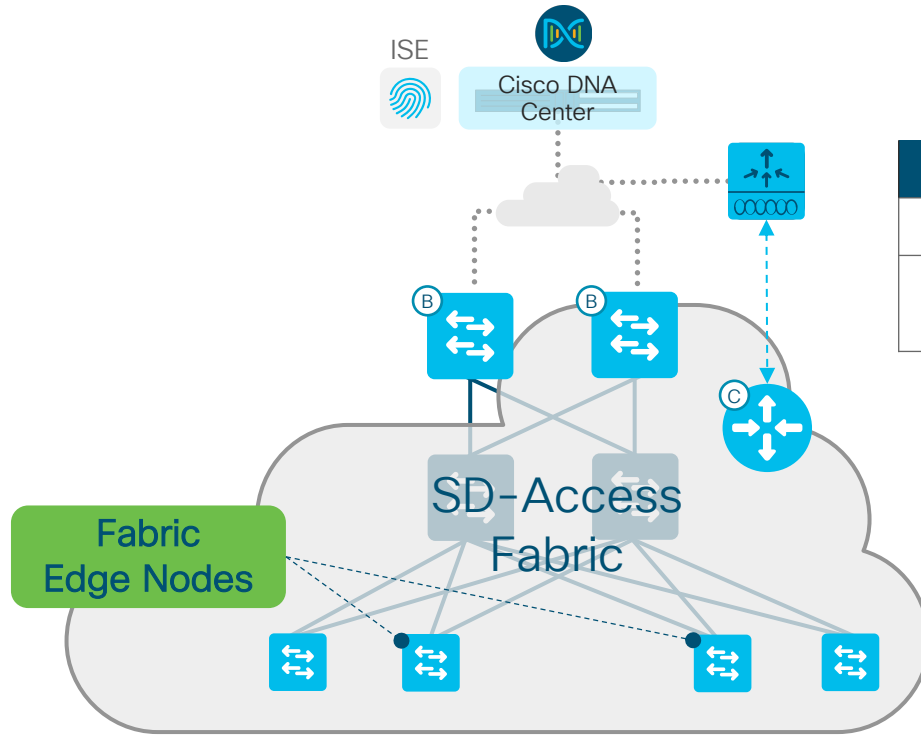 ISE
Cisco DNA
Center
B
B
C
SD-Access
Fabric
Fabric
Edge Nodes